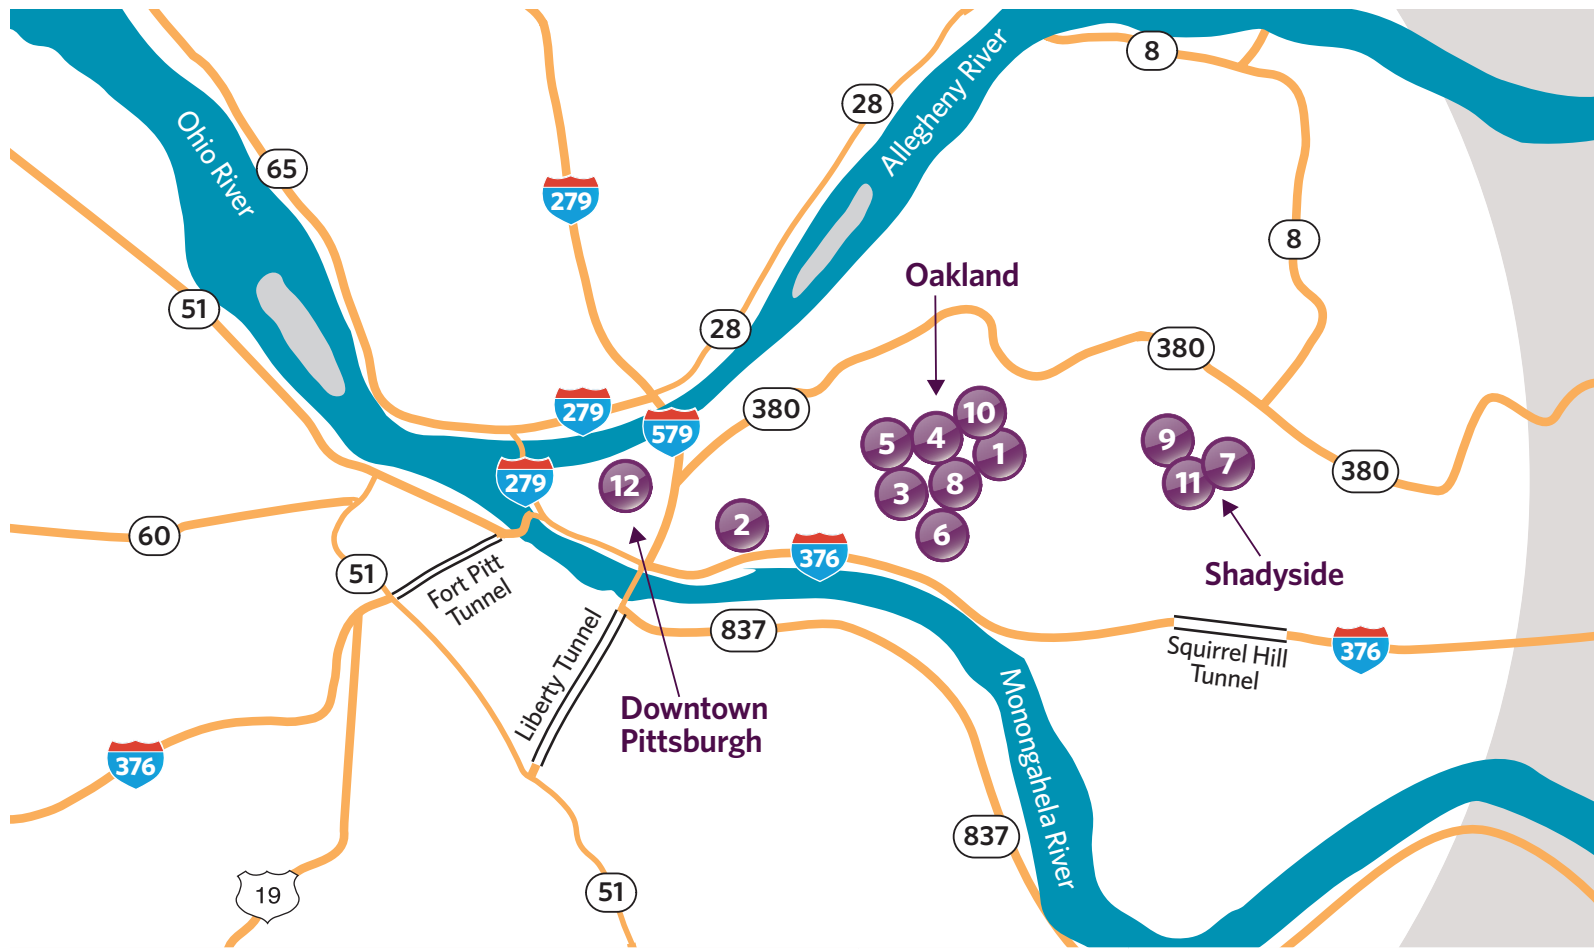 8
28
Allegheny River
Ohio River
65
279
8
Oakland
51
28
380
279
380
579
10
5
4
1
9
7
380
279
12
3
8
11
2
6
60
376
51
Fort Pitt
Tunnel
Shadyside
837
Liberty Tunnel
Squirrel Hill
Tunnel
376
Downtown
Pittsburgh
Monongahela River
376
837
19
51